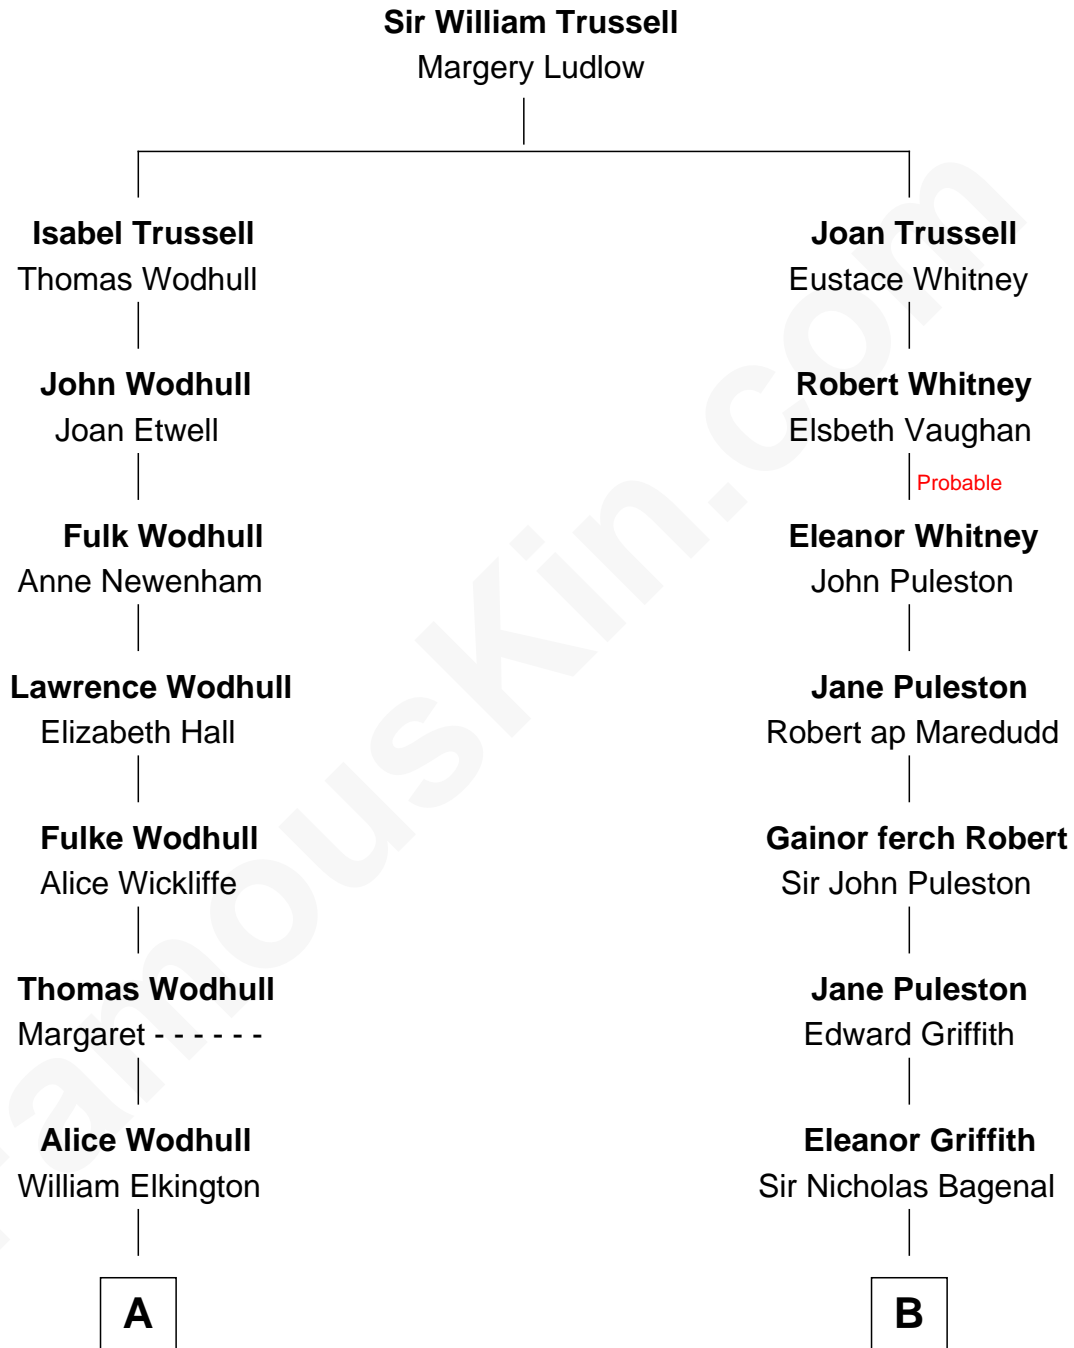 Sir William Trussell
Margery Ludlow
Isabel Trussell
Thomas Wodhull
John Wodhull
Joan Etwell
Fulk Wodhull
Anne Newenham
Lawrence Wodhull
Elizabeth Hall
Fulke Wodhull
Alice Wickliffe
Thomas Wodhull
Margaret - - - - - -
Alice Wodhull
William Elkington
A
Joan Trussell
Eustace Whitney
Robert Whitney
Elsbeth Vaughan
Probable
Eleanor Whitney
John Puleston
Jane Puleston
Robert ap Maredudd
Gainor ferch Robert
Sir John Puleston
Jane Puleston
Edward Griffith
Eleanor Griffith
Sir Nicholas Bagenal
B
FamousKin.com